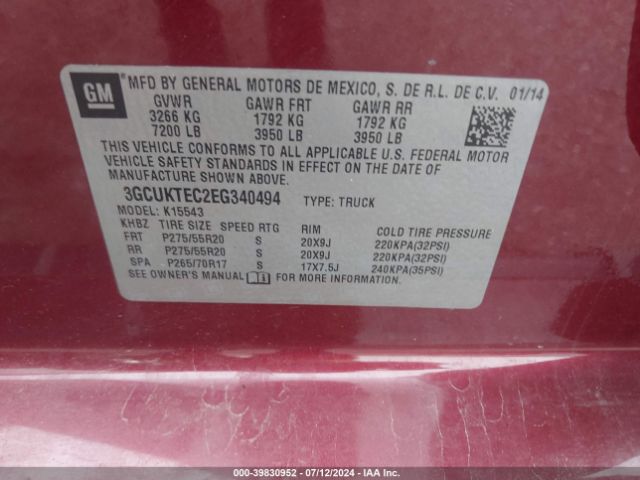 GM MFD BY GENERAL MOTORS DE MEXICO, S. DE R.L. DE C.V. 01/14
GVWR GAWR FRT GAWR RR
3266 KG 1792 KG 1792 KG
7200 LB 3950 LB 3950 LB
THIS VEHICLE CONFORMS TO ALL APPLICABLE U.S. FEDERAL MOTOR
VEHICLE SAFETY STANDARDS IN EFFECT ON THE DATE OF
MANUFACTURE SHOWN ABOVE.
3GCUKTEC2EG340494 TYPE: TRUCK
MODEL: K15543
KHBZ TIRE SIZE SPEED RTG RIM COLD TIRE PRESSURE
FRT P275/55R20 S 20X9J 220KPA(32PSI)
RR P275/55R20 S 20X9J 220KPA(32PSI)
SPA P265/70R17 S 17X7.5J 240KPA(35PSI)
SEE OWNER'S MANUAL FOR MORE INFORMATION.
000-39830952 - 07/12/2024 - IAA Inc.